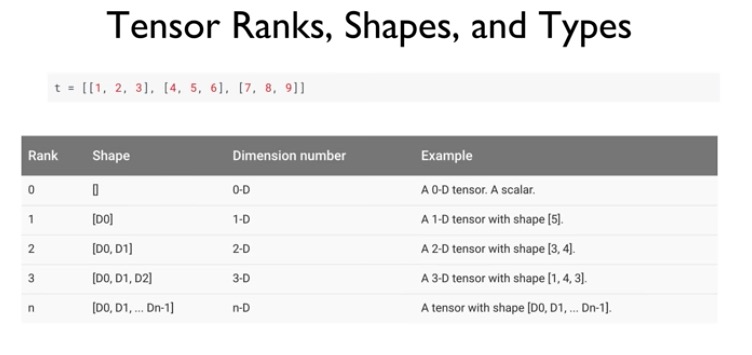 Tensor Ranks, Shapes, and Types
t = [[1, 2, 3], [4, 5, 6], [7, 8, 9]]
Rank Shape Dimension number Example
0 [] 0-D A 0-D tensor. A scalar.
1 [D0] 1-D A 1-D tensor with shape [5].
2 [D0, D1] 2-D A 2-D tensor with shape [3, 4].
3 [D0, D1, D2] 3-D A 3-D tensor with shape [1, 4, 3].
n [D0, D1, ... Dn-1] n-D A tensor with shape [D0, D1, ... Dn-1].